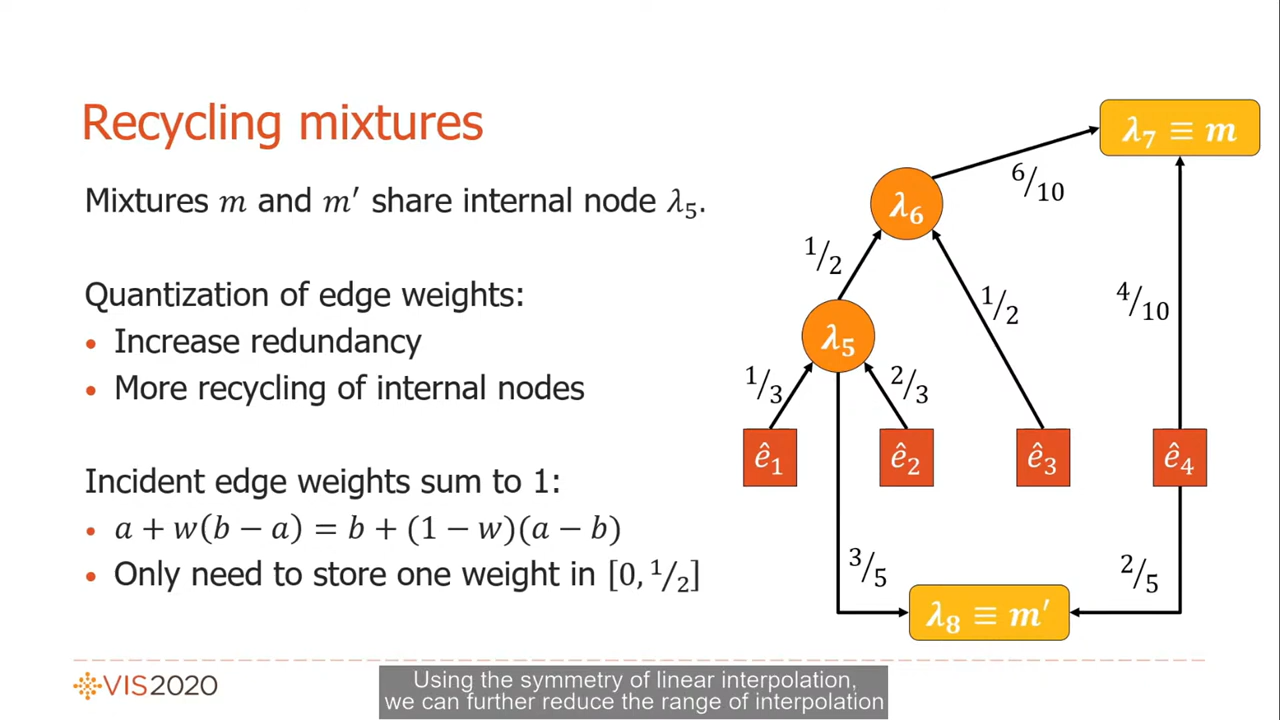 Recycling mixtures
Mixtures m and m′ share internal node λ₅.
Quantization of edge weights:
• Increase redundancy
• More recycling of internal nodes
Incident edge weights sum to 1:
• a + w(b − a) = b + (1 − w)(a − b)
• Only need to store one weight in [0, 1/2]
λ₇ ≡ m
6/10
λ₆
1/2
1/2
4/10
λ₅
1/3
2/3
ê₁
ê₂
ê₃
ê₄
3/5
2/5
λ₈ ≡ m′
VIS2020
Using the symmetry of linear interpolation,
we can further reduce the range of interpolation